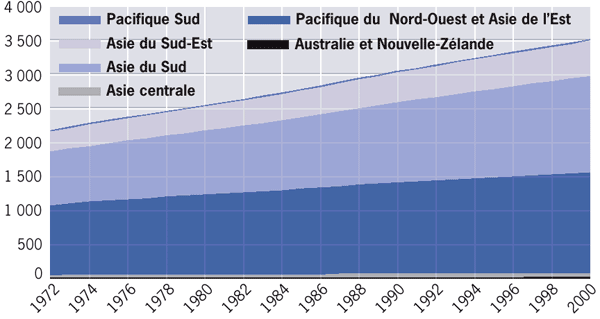 4 000
3 500
3 000
2 500
2 000
1 500
1 000
500
0
Pacifique Sud
Asie du Sud-Est
Asie du Sud
Asie centrale
Pacifique du Nord-Ouest et Asie de l’Est
Australie et Nouvelle-Zélande
1972 1974 1976 1978 1980 1982 1984 1986 1988 1990 1992 1994 1996 1998 2000